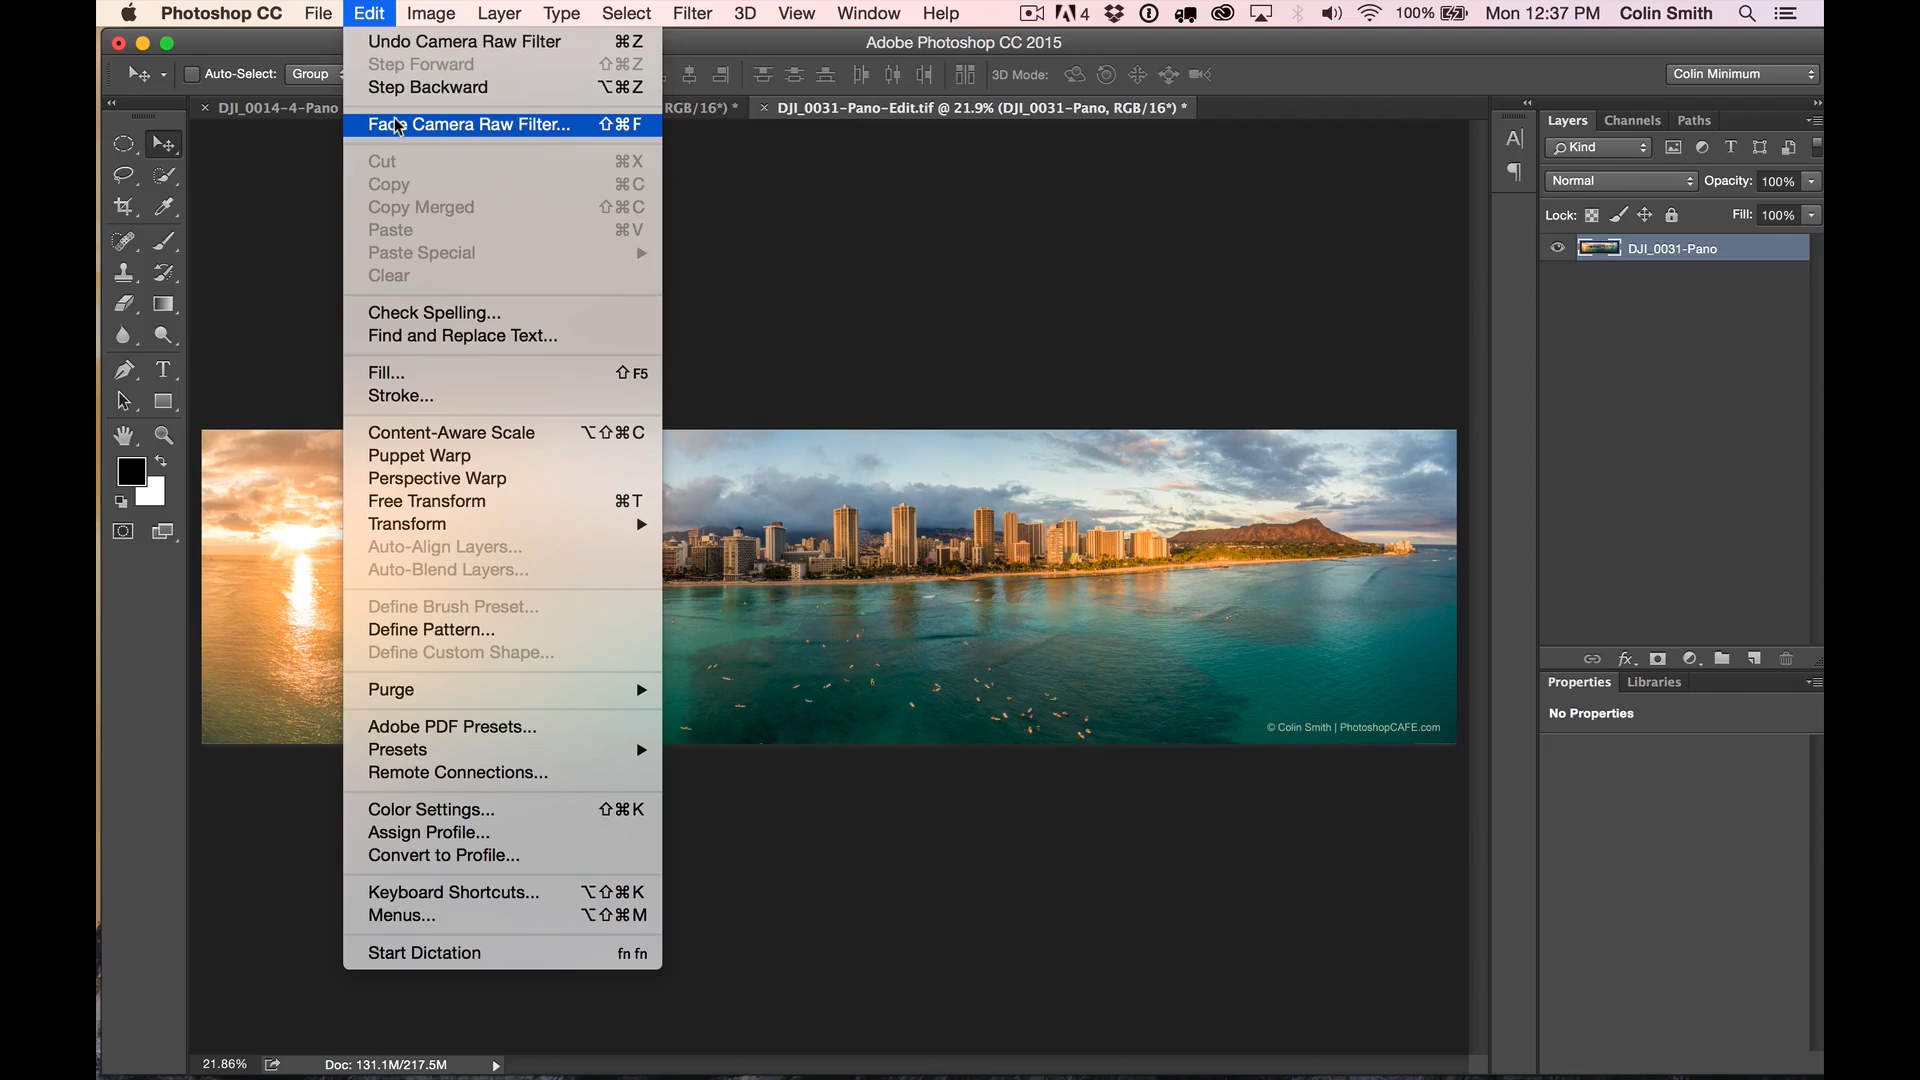 Photoshop CC File Edit Image Layer Type Select Filter 3D View Window Help 4 100% Mon 12:37 PM Colin Smith
Adobe Photoshop CC 2015
Auto-Select: Group 3D Mode: Colin Minimum
× DJI_0014-4-Pano RGB/16*) * × DJI_0031-Pano-Edit.tif @ 21.9% (DJI_0031-Pano, RGB/16*) *
Undo Camera Raw Filter ⌘Z
Step Forward ⇧⌘Z
Step Backward ⌥⌘Z
Fade Camera Raw Filter... ⇧⌘F
Cut ⌘X
Copy ⌘C
Copy Merged ⇧⌘C
Paste ⌘V
Paste Special ▶
Clear
Check Spelling...
Find and Replace Text...
Fill... ⇧F5
Stroke...
Content-Aware Scale ⌥⇧⌘C
Puppet Warp
Perspective Warp
Free Transform ⌘T
Transform ▶
Auto-Align Layers...
Auto-Blend Layers...
Define Brush Preset...
Define Pattern...
Define Custom Shape...
Purge ▶
Adobe PDF Presets...
Presets ▶
Remote Connections...
Color Settings... ⇧⌘K
Assign Profile...
Convert to Profile...
Keyboard Shortcuts... ⌥⇧⌘K
Menus... ⌥⇧⌘M
Start Dictation fn fn
Layers Channels Paths
Kind
Normal Opacity: 100%
Lock: Fill: 100%
DJI_0031-Pano
fx
Properties Libraries
No Properties
© Colin Smith | PhotoshopCAFE.com
21.86% Doc: 131.1M/217.5M